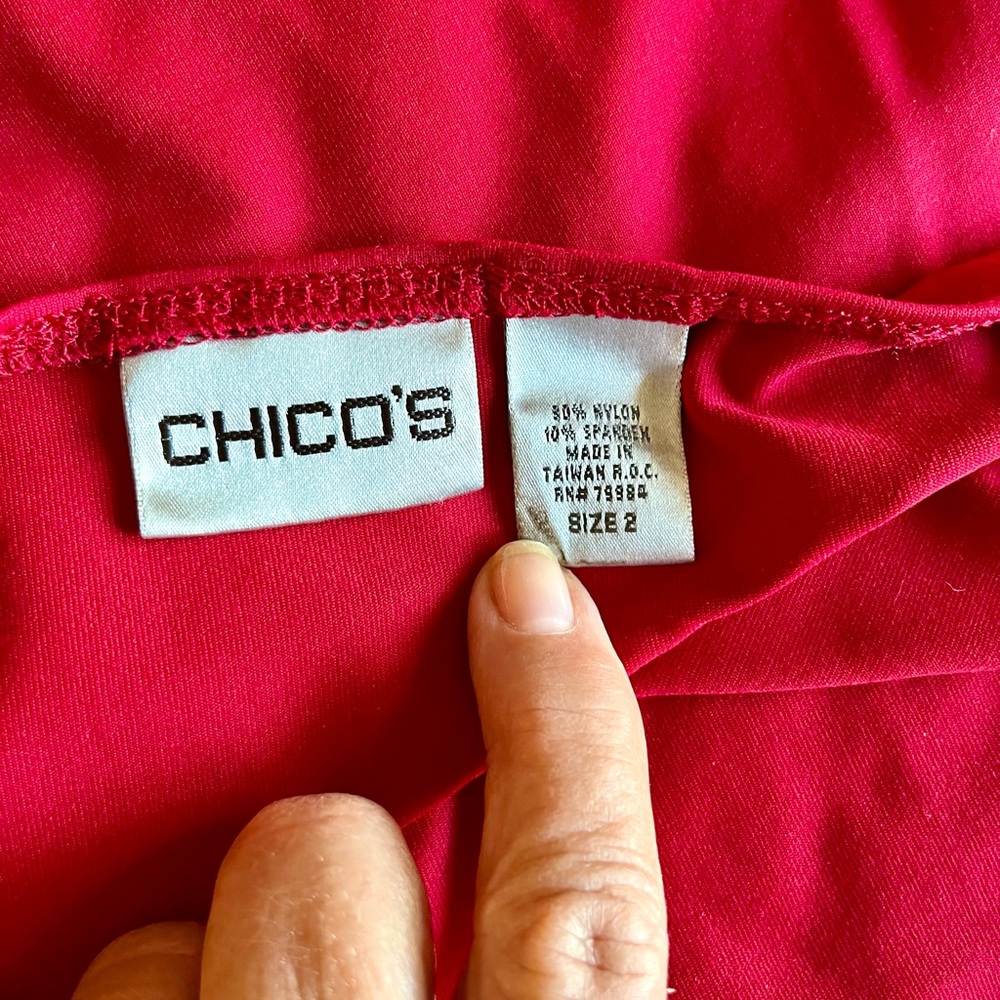 CHICO'S
90% NYLON
10% SPANDEX
MADE IN
TAIWAN R.O.C.
RN# 79984
SIZE 2